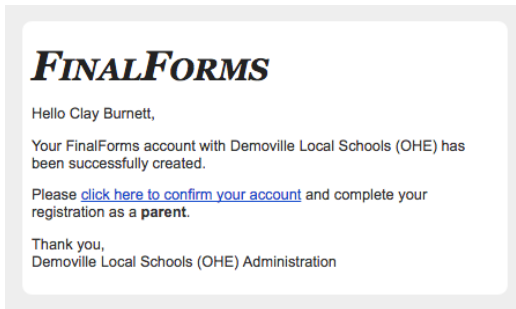 FINALFORMS
Hello Clay Burnett,
Your FinalForms account with Demoville Local Schools (OHE) has
been successfully created.
Please click here to confirm your account and complete your
registration as a parent.
Thank you,
Demoville Local Schools (OHE) Administration